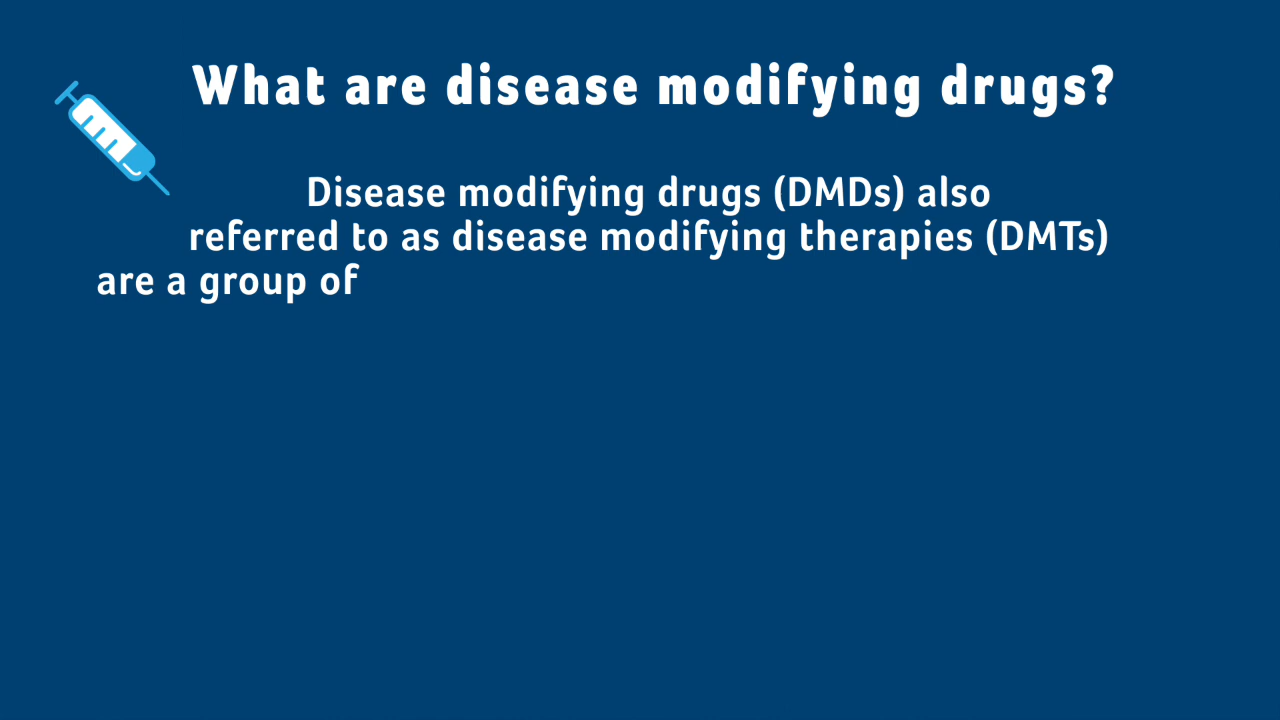 What are disease modifying drugs?
Disease modifying drugs (DMDs) also
referred to as disease modifying therapies (DMTs)
are a group of